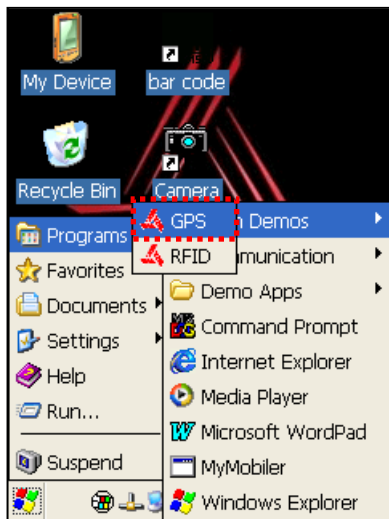 My Device
bar code
Recycle Bin
Camera
Programs
GPS
Demos
Favorites
RFID
munication
Documents
Demo Apps
Settings
Command Prompt
Help
Internet Explorer
Run...
Media Player
Microsoft WordPad
Suspend
MyMobiler
Windows Explorer